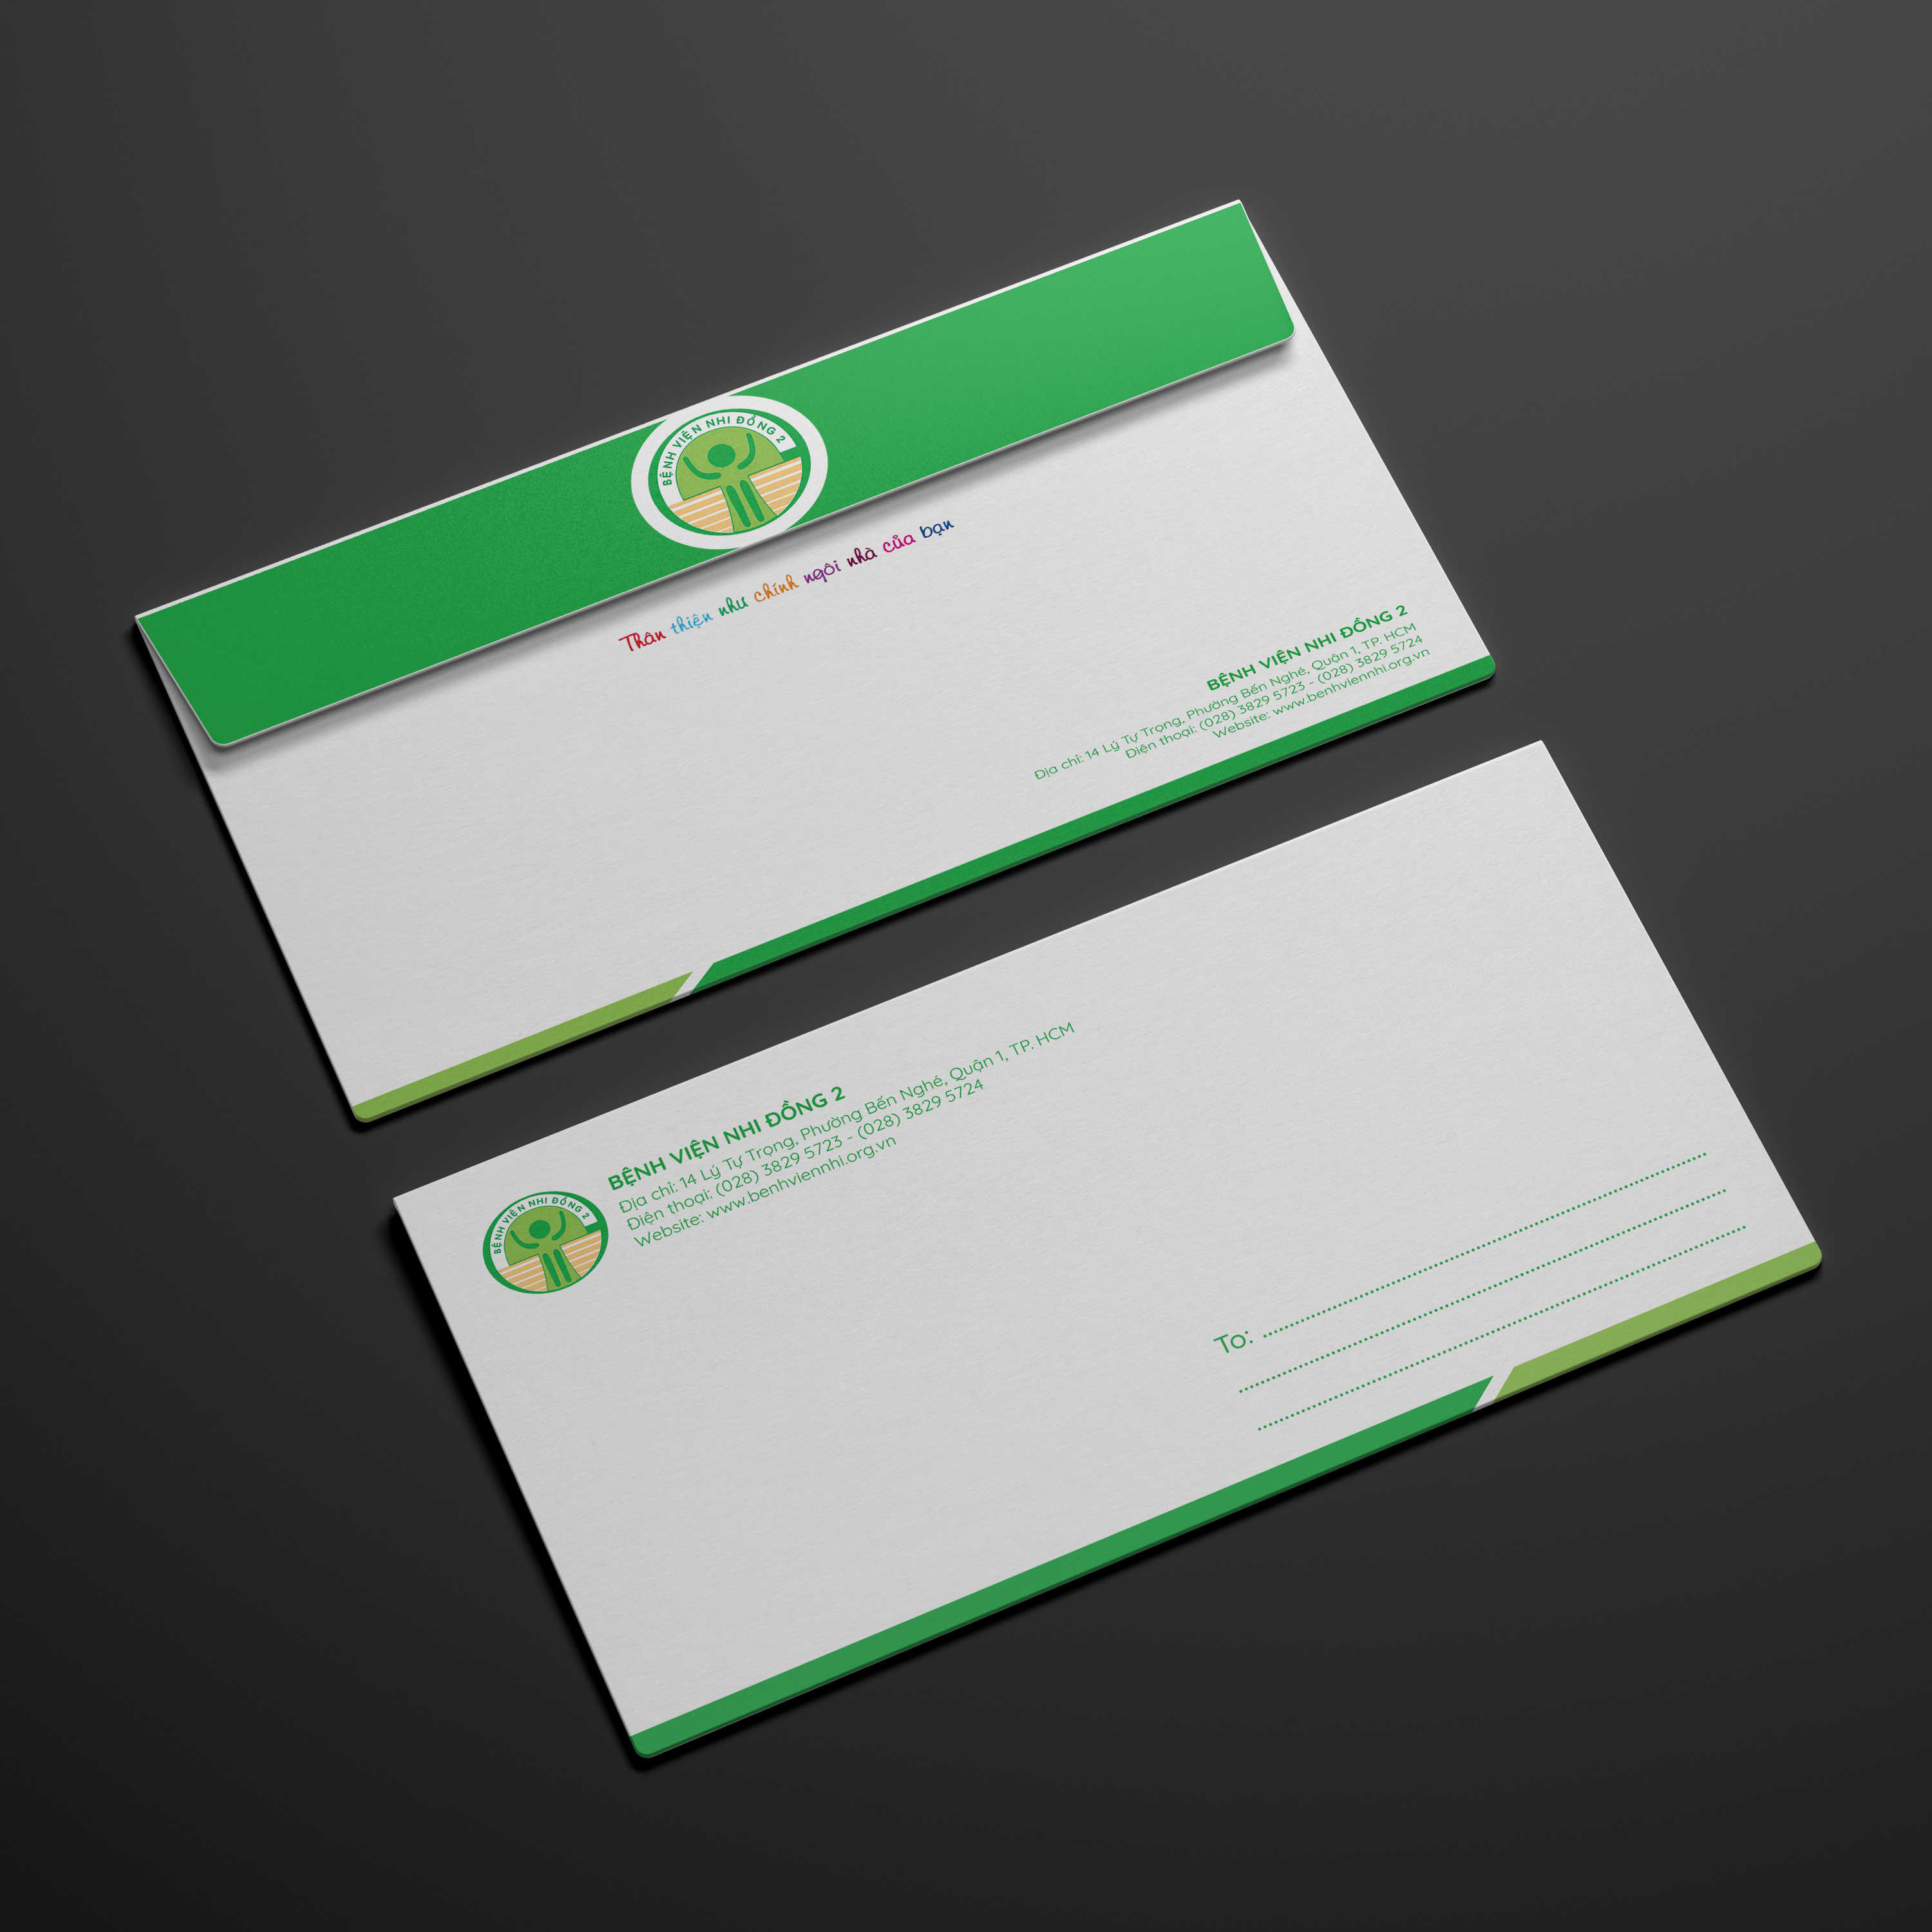 BỆNH VIỆN NHI ĐỒNG 2
Thân thiện như chính ngôi nhà của bạn
BỆNH VIỆN NHI ĐỒNG 2
Địa chỉ: 14 Lý Tự Trọng, Phường Bến Nghé, Quận 1, TP. HCM
Điện thoại: (028) 3829 5723 - (028) 3829 5724
Website: www.benhviennhi.org.vn
BỆNH VIỆN NHI ĐỒNG 2
BỆNH VIỆN NHI ĐỒNG 2
Địa chỉ: 14 Lý Tự Trọng, Phường Bến Nghé, Quận 1, TP. HCM
Điện thoại: (028) 3829 5723 - (028) 3829 5724
Website: www.benhviennhi.org.vn
To: